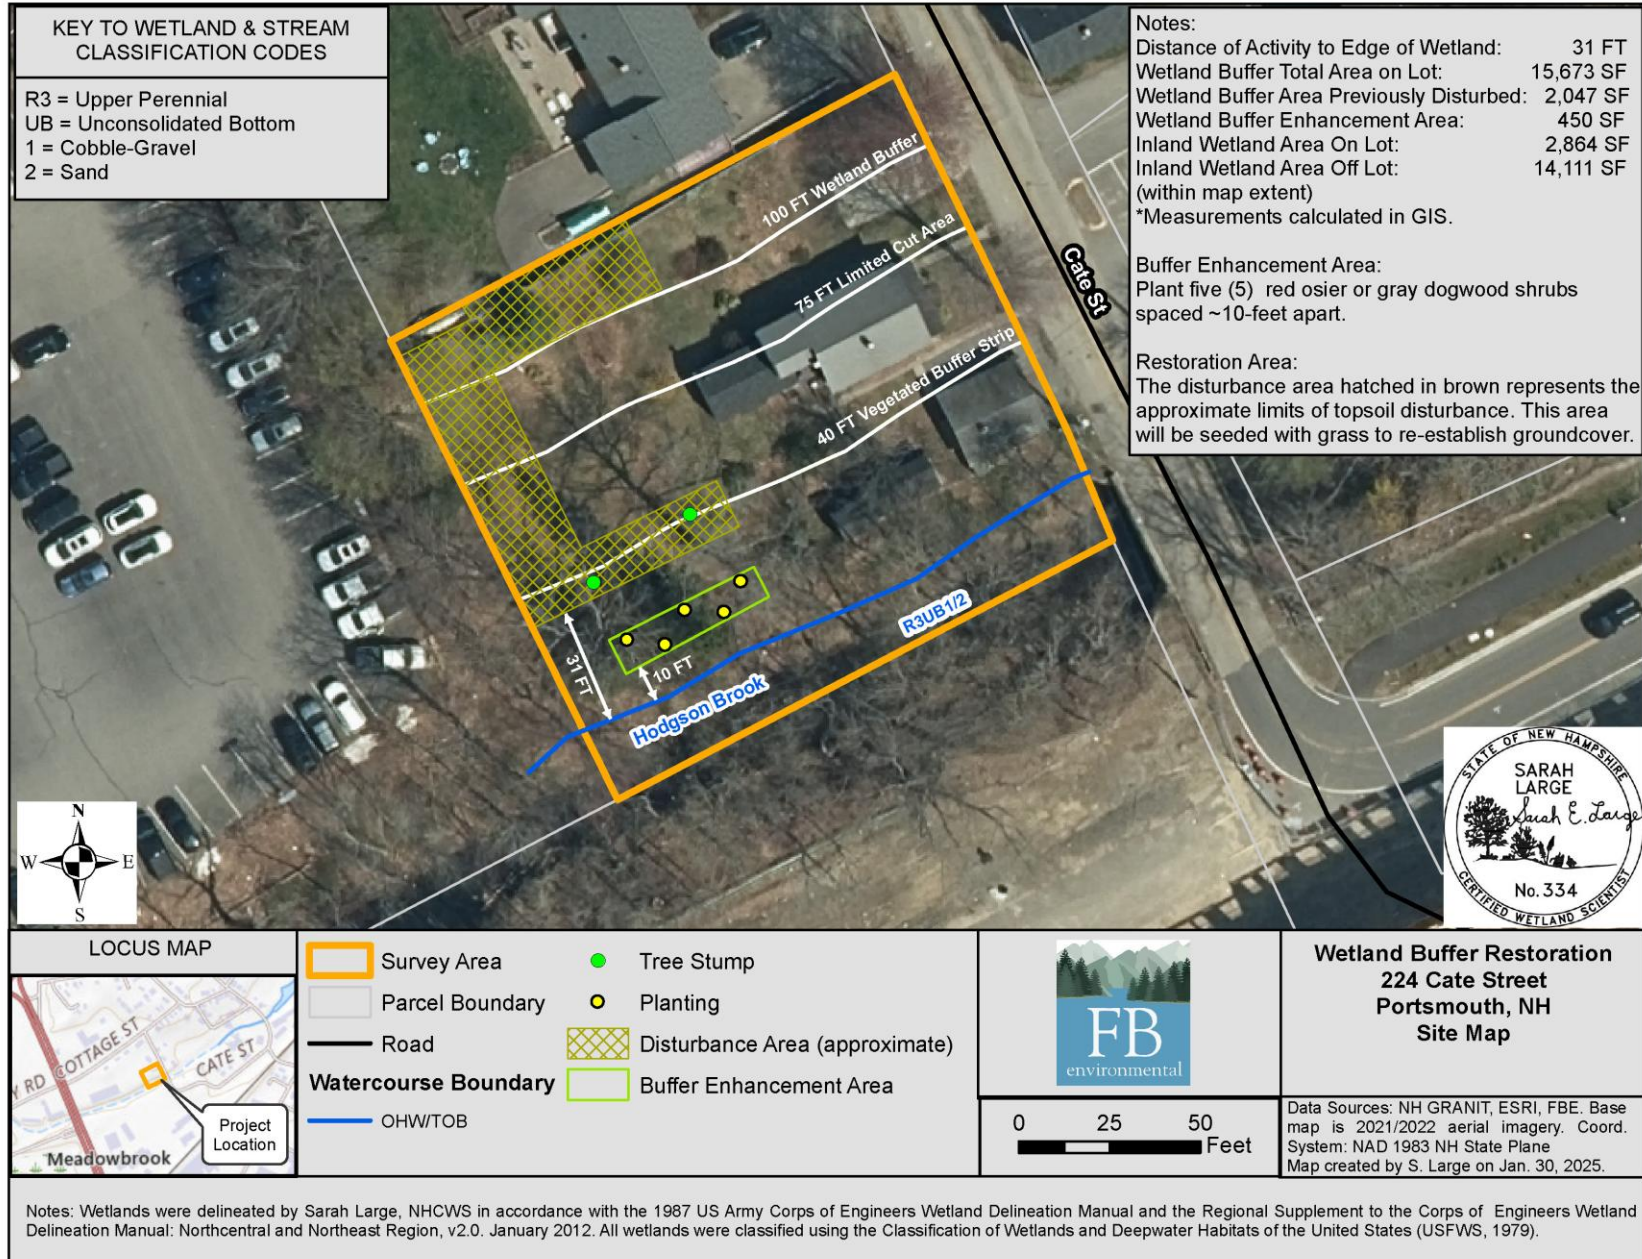 KEY TO WETLAND & STREAM
CLASSIFICATION CODES
R3 = Upper Perennial
UB = Unconsolidated Bottom
1 = Cobble-Gravel
2 = Sand
Notes:
Distance of Activity to Edge of Wetland: 31 FT
Wetland Buffer Total Area on Lot: 15,673 SF
Wetland Buffer Area Previously Disturbed: 2,047 SF
Wetland Buffer Enhancement Area: 450 SF
Inland Wetland Area On Lot: 2,864 SF
Inland Wetland Area Off Lot: 14,111 SF
(within map extent)
*Measurements calculated in GIS.
Buffer Enhancement Area:
Plant five (5) red osier or gray dogwood shrubs
spaced ~10-feet apart.
Restoration Area:
The disturbance area hatched in brown represents the
approximate limits of topsoil disturbance. This area
will be seeded with grass to re-establish groundcover.
100 FT Wetland Buffer
75 FT Limited Cut Area
40 FT Vegetated Buffer Strip
Cate St
31 FT
10 FT
R3UB1/2
Hodgson Brook
N
W E
S
STATE OF NEW HAMPSHIRE
SARAH
LARGE
Sarah E. Large
No. 334
CERTIFIED WETLAND SCIENTIST
LOCUS MAP
Y RD
COTTAGE ST
CATE ST
Project
Location
Meadowbrook
Survey Area
Parcel Boundary
Road
Watercourse Boundary
OHW/TOB
Tree Stump
Planting
Disturbance Area (approximate)
Buffer Enhancement Area
FB
environmental
0 25 50
Feet
Wetland Buffer Restoration
224 Cate Street
Portsmouth, NH
Site Map
Data Sources: NH GRANIT, ESRI, FBE. Base
map is 2021/2022 aerial imagery. Coord.
System: NAD 1983 NH State Plane
Map created by S. Large on Jan. 30, 2025.
Notes: Wetlands were delineated by Sarah Large, NHCWS in accordance with the 1987 US Army Corps of Engineers Wetland Delineation Manual and the Regional Supplement to the Corps of Engineers Wetland
Delineation Manual: Northcentral and Northeast Region, v2.0. January 2012. All wetlands were classified using the Classification of Wetlands and Deepwater Habitats of the United States (USFWS, 1979).